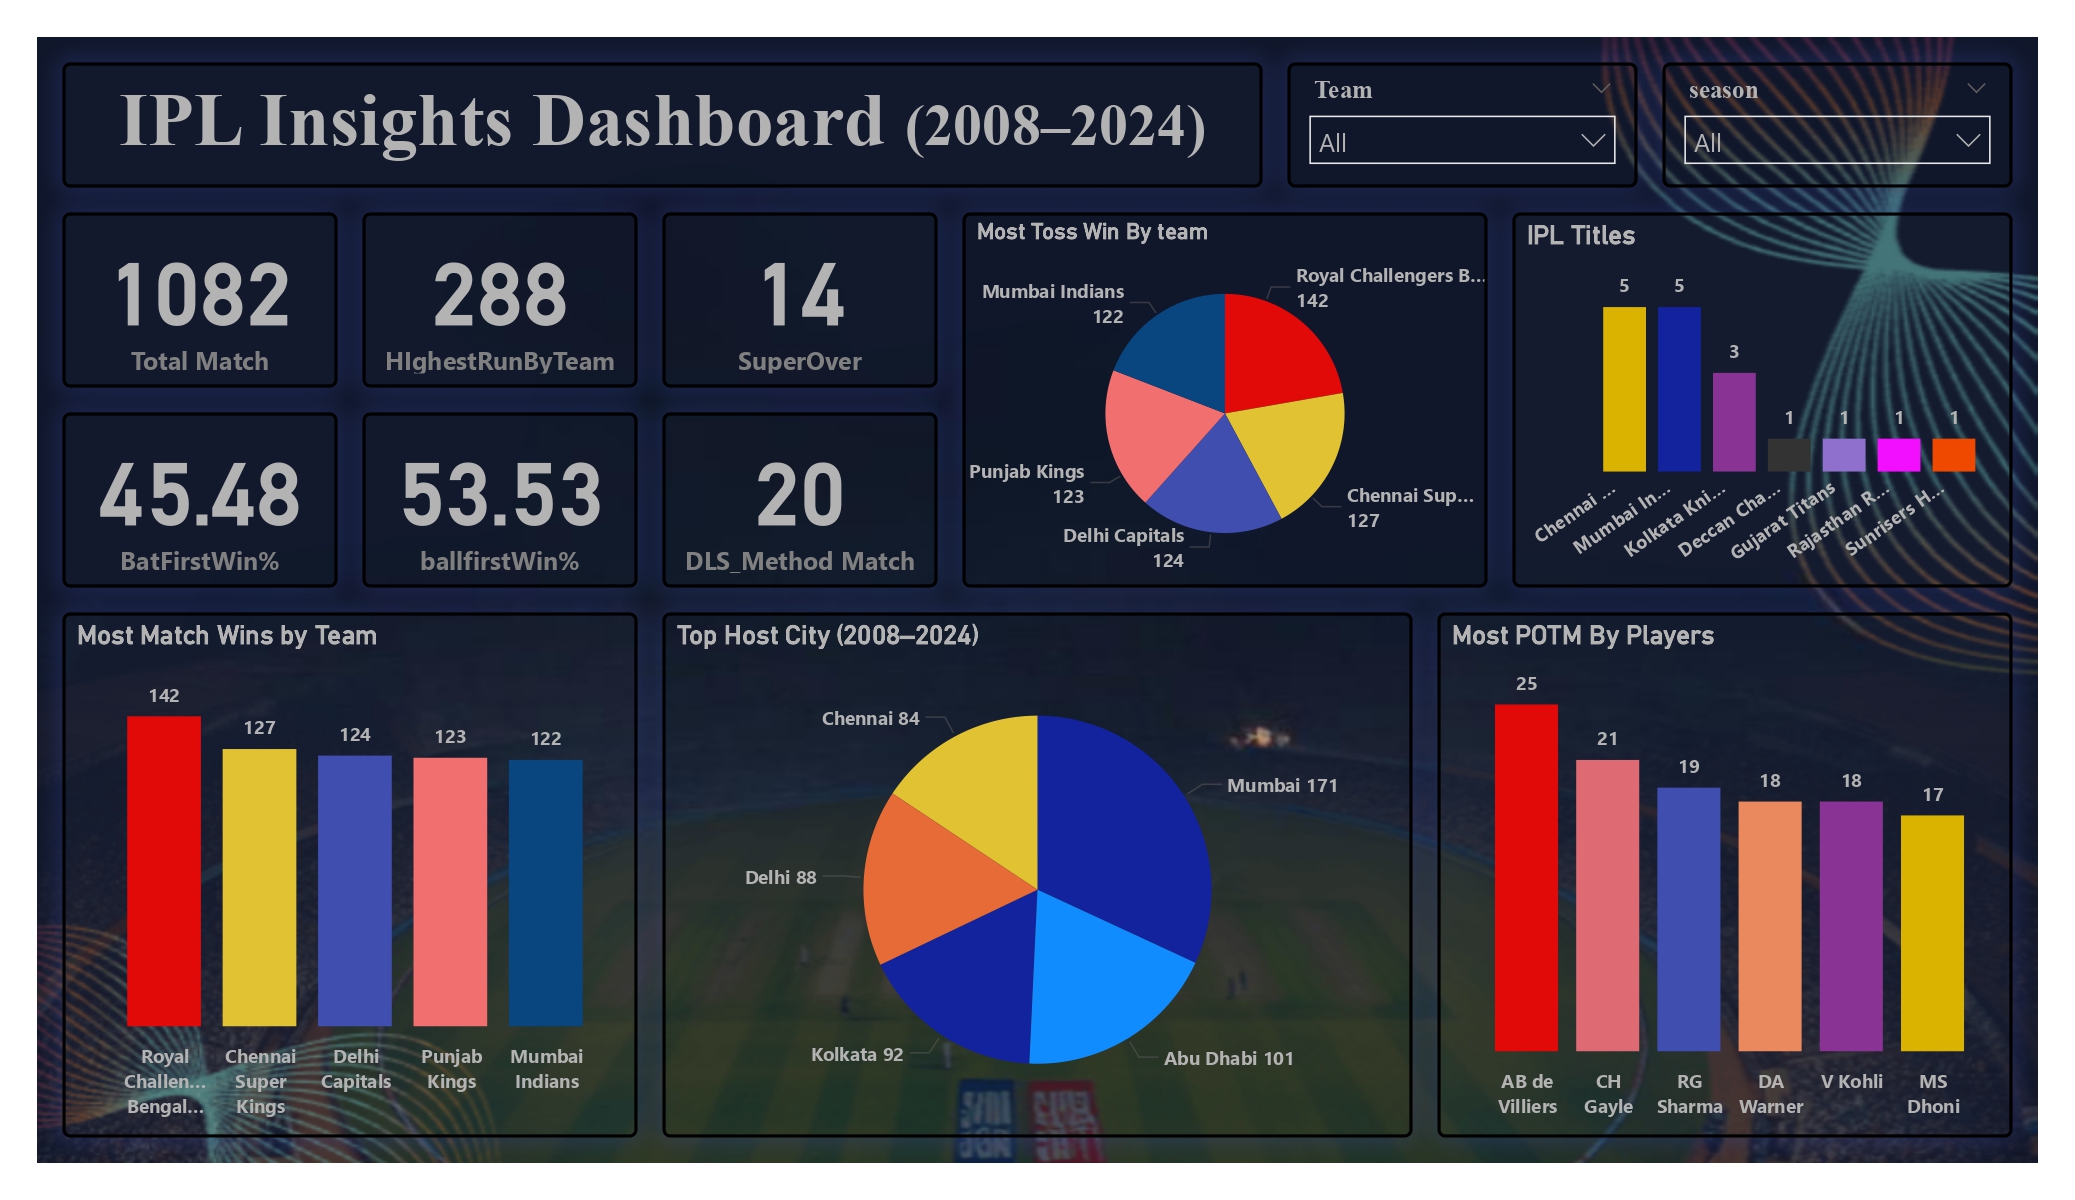 IPL Insights Dashboard (2008–2024)
Team
All
season
All
1082
Total Match
288
HIghestRunByTeam
14
SuperOver
45.48
BatFirstWin%
53.53
ballfirstWin%
20
DLS_Method Match
Most Toss Win By team
Royal Challengers B...
142
Mumbai Indians
122
Punjab Kings
123
Chennai Sup...
127
Delhi Capitals
124
IPL Titles
5
5
3
1
1
1
1
Chennai ...
Mumbai In...
Kolkata Kni...
Deccan Cha...
Gujarat Titans
Rajasthan R...
Sunrisers H...
Most Match Wins by Team
142
127
124
123
122
Royal
Challen...
Bengal...
Chennai
Super
Kings
Delhi
Capitals
Punjab
Kings
Mumbai
Indians
Top Host City (2008–2024)
Chennai 84
Mumbai 171
Delhi 88
Kolkata 92
Abu Dhabi 101
Most POTM By Players
25
21
19
18
18
17
AB de
Villiers
CH
Gayle
RG
Sharma
DA
Warner
V Kohli
MS
Dhoni